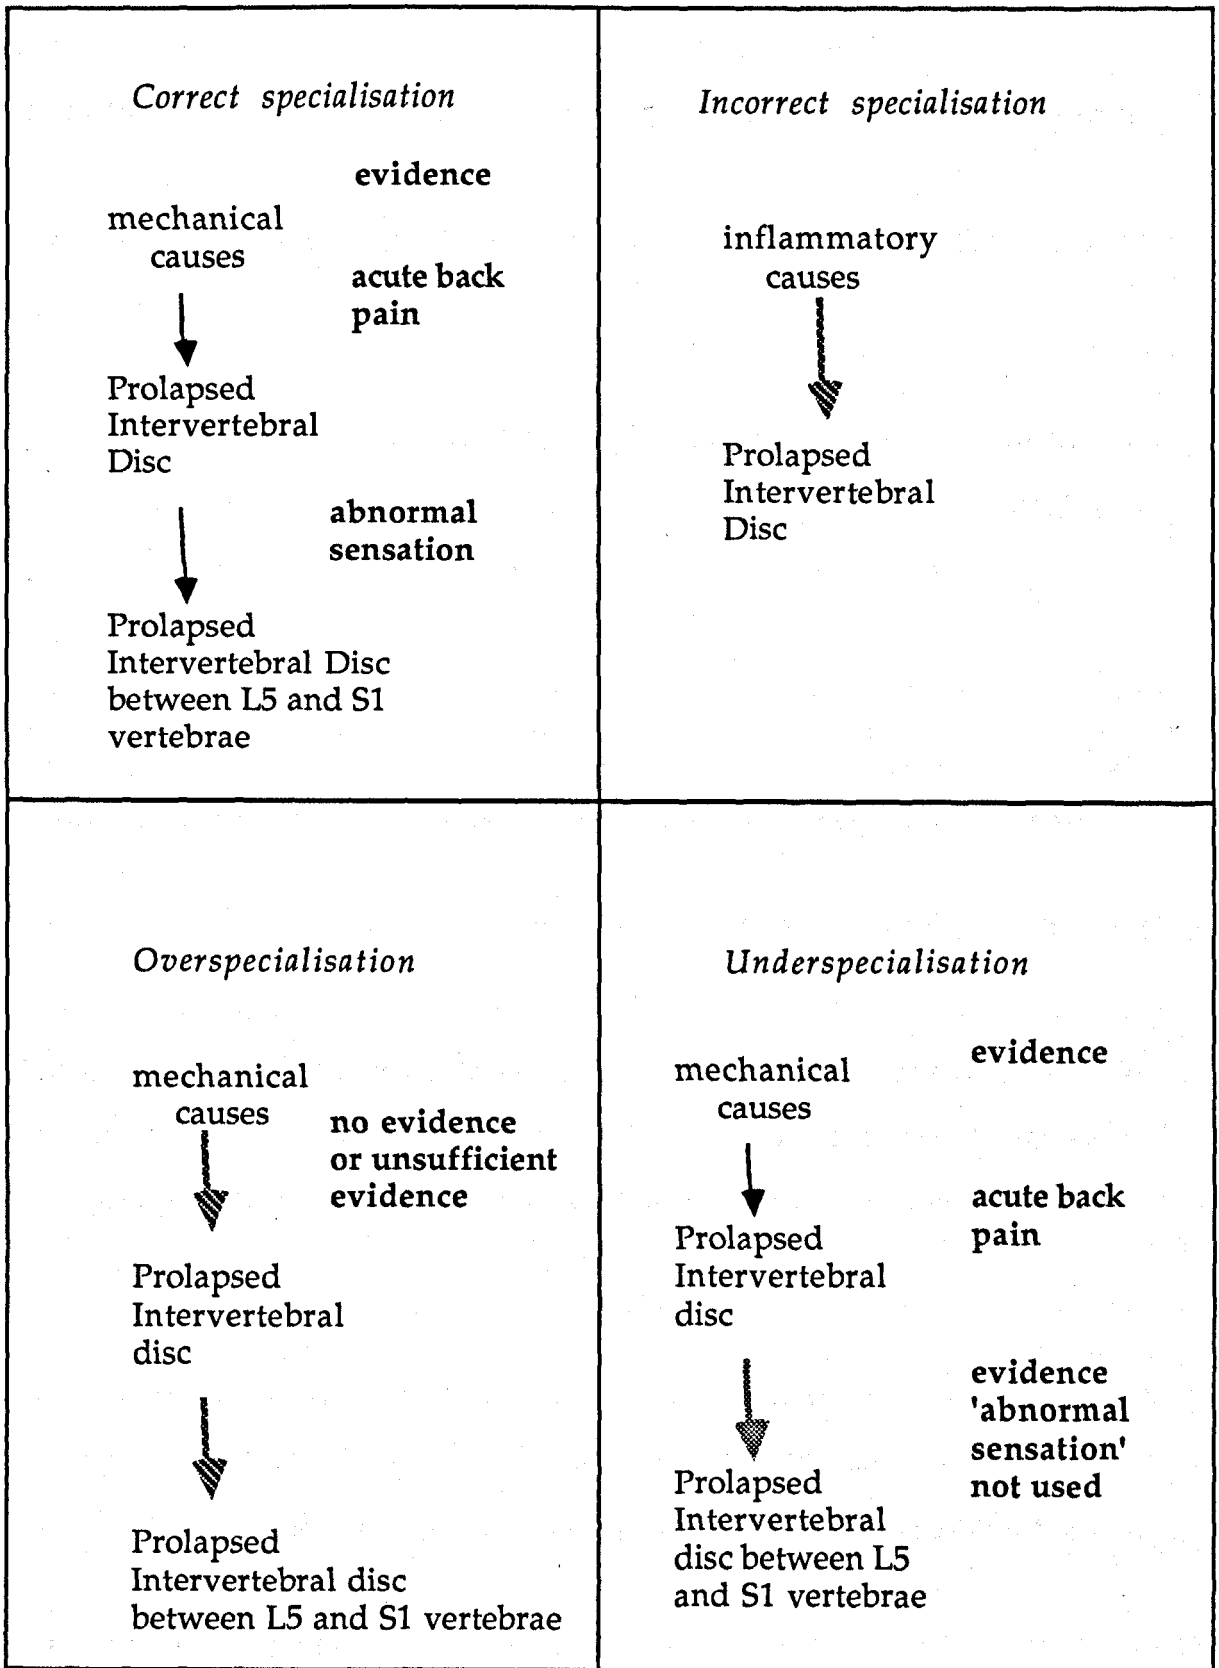 Correct specialisation
evidence
mechanical
causes
acute back
pain
Prolapsed
Intervertebral
Disc
abnormal
sensation
Prolapsed
Intervertebral Disc
between L5 and S1
vertebrae
Incorrect specialisation
inflammatory
causes
Prolapsed
Intervertebral
Disc
Overspecialisation
mechanical
causes
no evidence
or unsufficient
evidence
Prolapsed
Intervertebral
disc
Prolapsed
Intervertebral disc
between L5 and S1 vertebrae
Underspecialisation
evidence
mechanical
causes
acute back
pain
Prolapsed
Intervertebral
disc
evidence
'abnormal
sensation'
not used
Prolapsed
Intervertebral
disc between L5
and S1 vertebrae